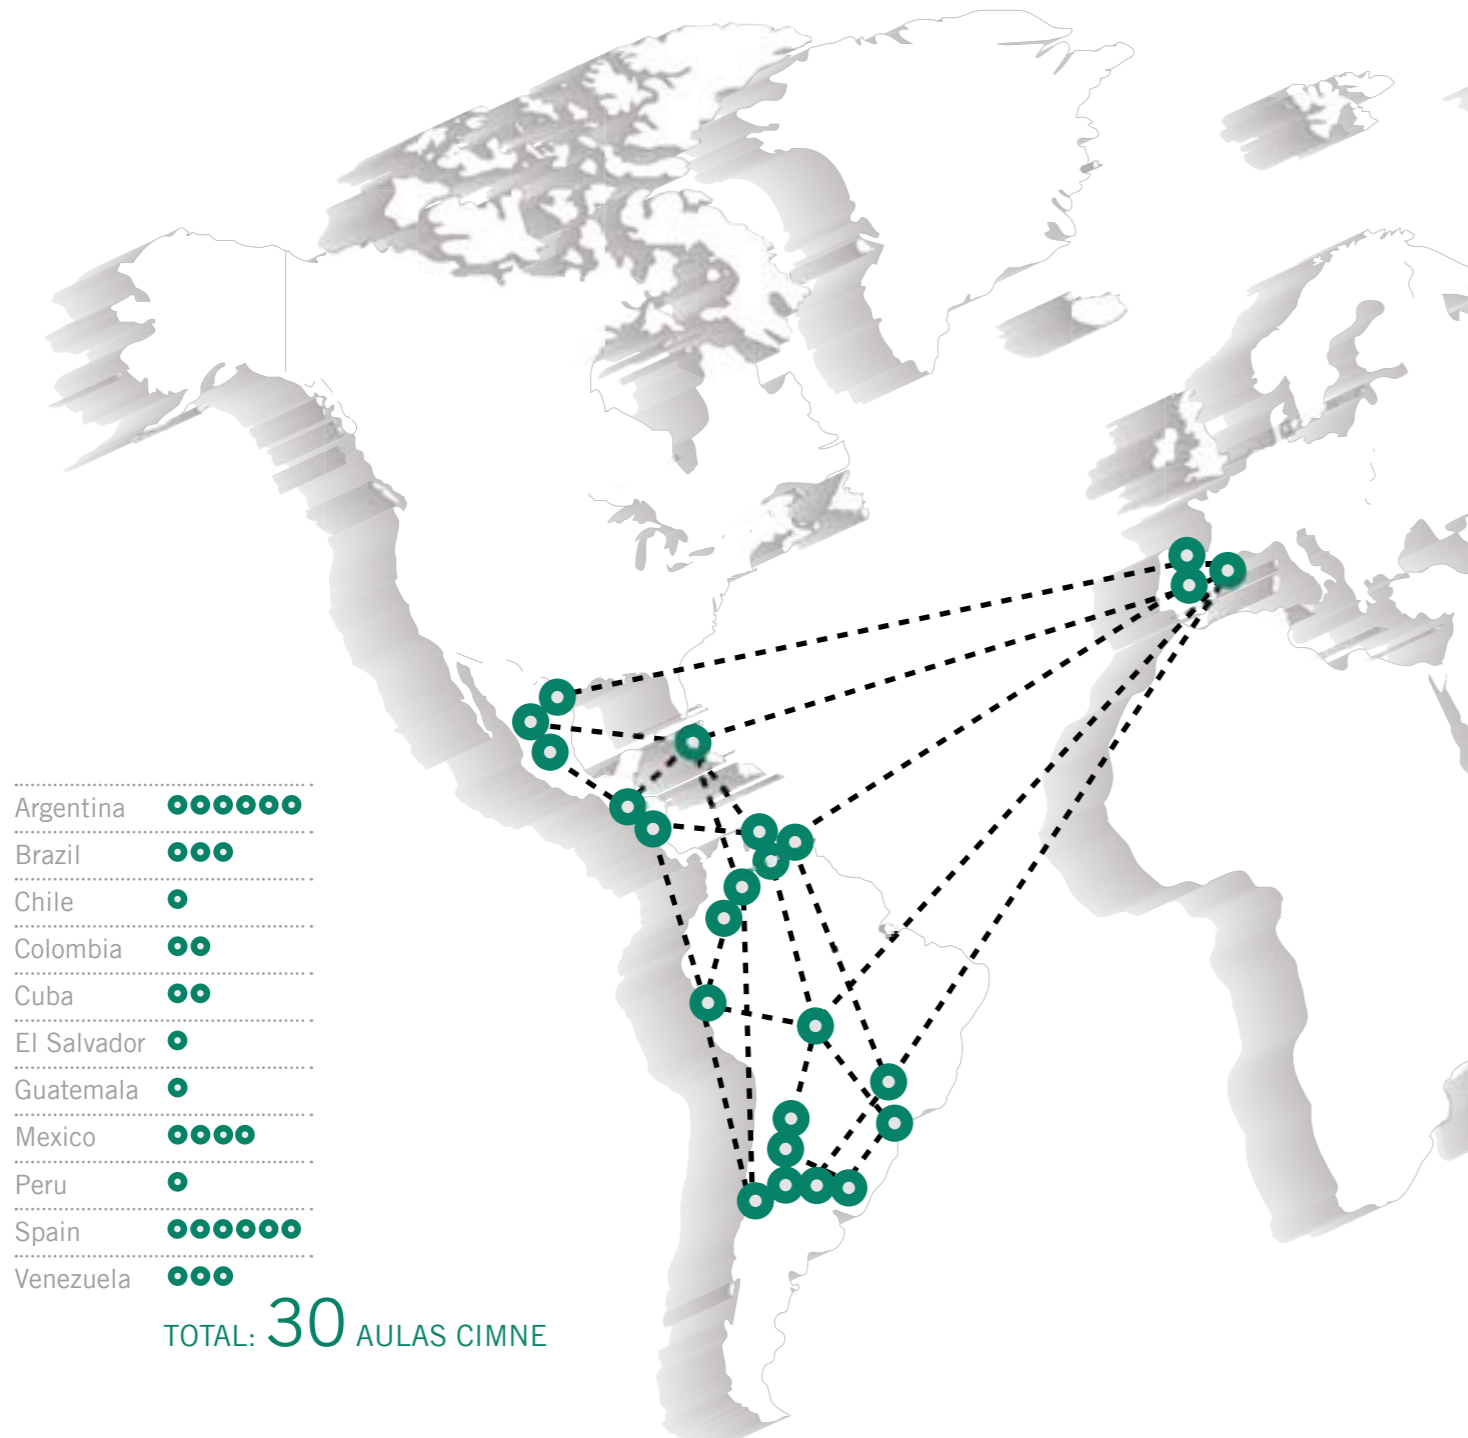 Argentina
Brazil
Chile
Colombia
Cuba
El Salvador
Guatemala
Mexico
Peru
Spain
Venezuela
TOTAL: 30 AULAS CIMNE